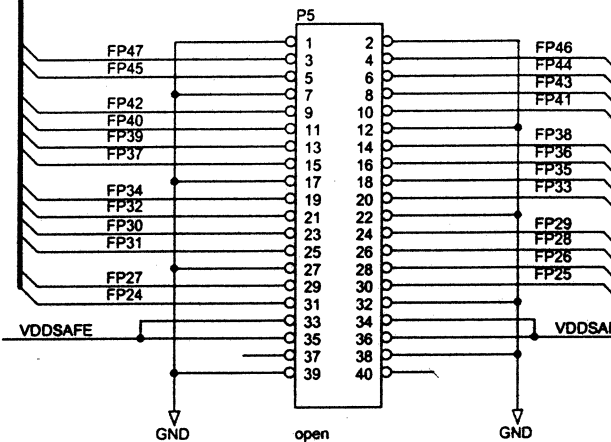 P5
1 2
FP47 3 4 FP46
FP45 5 6 FP44
7 8 FP43
FP42 9 10 FP41
FP40 11 12
FP39 13 14 FP38
FP37 15 16 FP36
17 18 FP35
FP34 19 20 FP33
FP32 21 22
FP30 23 24 FP29
FP31 25 26 FP28
27 28 FP26
FP27 29 30 FP25
FP24 31 32
33 34
VDDSAFE 35 36
37 38
39 40
GND open GND